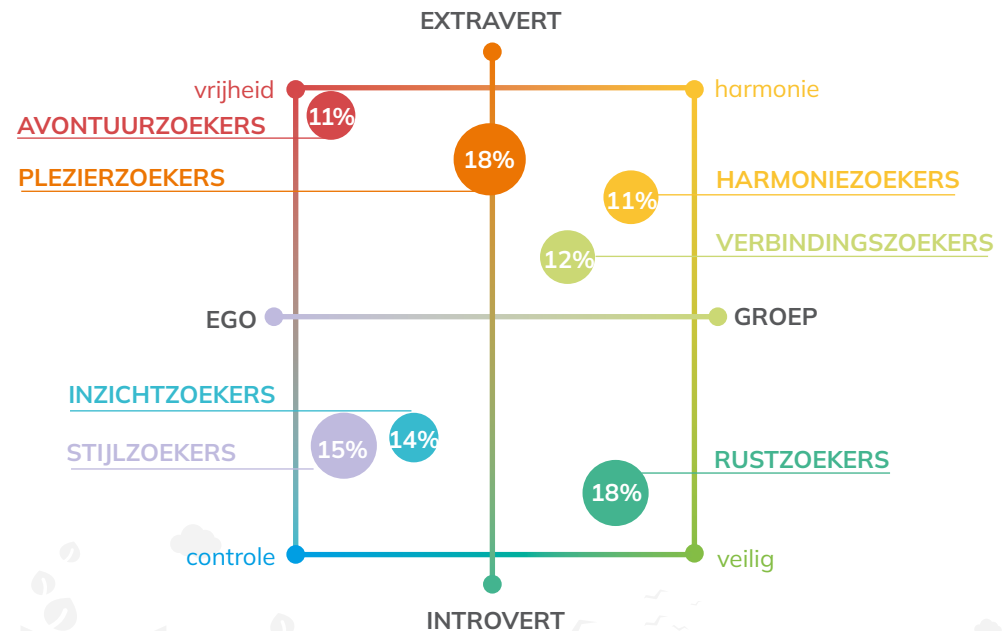 EXTRAVERT
vrijheid
harmonie
11%
AVONTUURZOEKERS
18%
PLEZIERZOEKERS
HARMONIEZOEKERS
11%
VERBINDINGSZOEKERS
12%
EGO
GROEP
INZICHTZOEKERS
14%
STIJLZOEKERS
15%
RUSTZOEKERS
18%
controle
veilig
INTROVERT